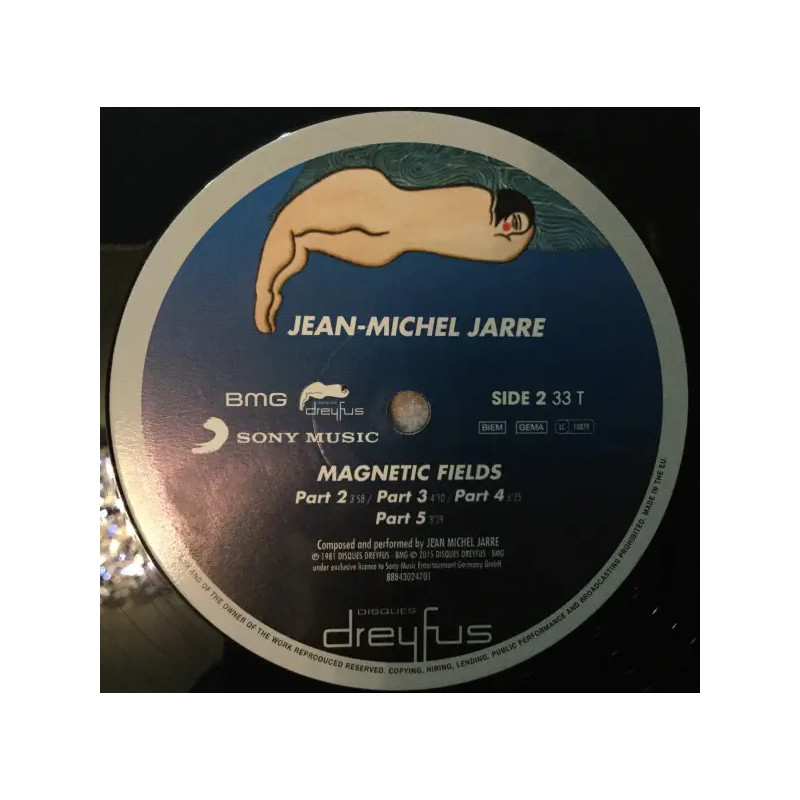 JEAN-MICHEL JARRE
BMG dreyfus
SIDE 2 33 T
SONY MUSIC
BIEM GEMA LC
MAGNETIC FIELDS
Part 2 3'58 / Part 3 4'10 / Part 4 6'15
Part 5 3'29
Composed and performed by JEAN MICHEL JARRE
℗ 1981 DISQUES DREYFUS - BMG © 2015 DISQUES DREYFUS - BMG
under exclusive licence to Sony Music Entertainment Germany GmbH
88843024701
DISQUES
dreyfus
AND OF THE OWNER OF THE WORK REPRODUCED RESERVED. COPYING, HIRING, LENDING, PUBLIC PERFORMANCE AND BROADCASTING PROHIBITED. MADE IN THE EU.